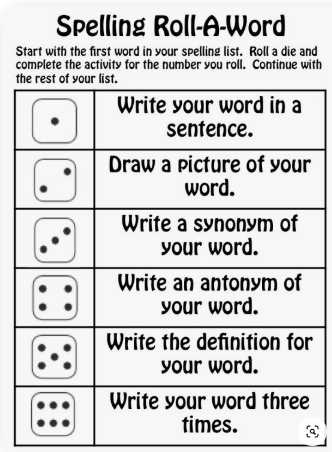 Spelling Roll-A-Word
Start with the first word in your spelling list. Roll a die and
complete the activity for the number you roll. Continue with
the rest of your list.
Write your word in a
sentence.
Draw a picture of your
word.
Write a synonym of
your word.
Write an antonym of
your word.
Write the definition for
your word.
Write your word three
times.